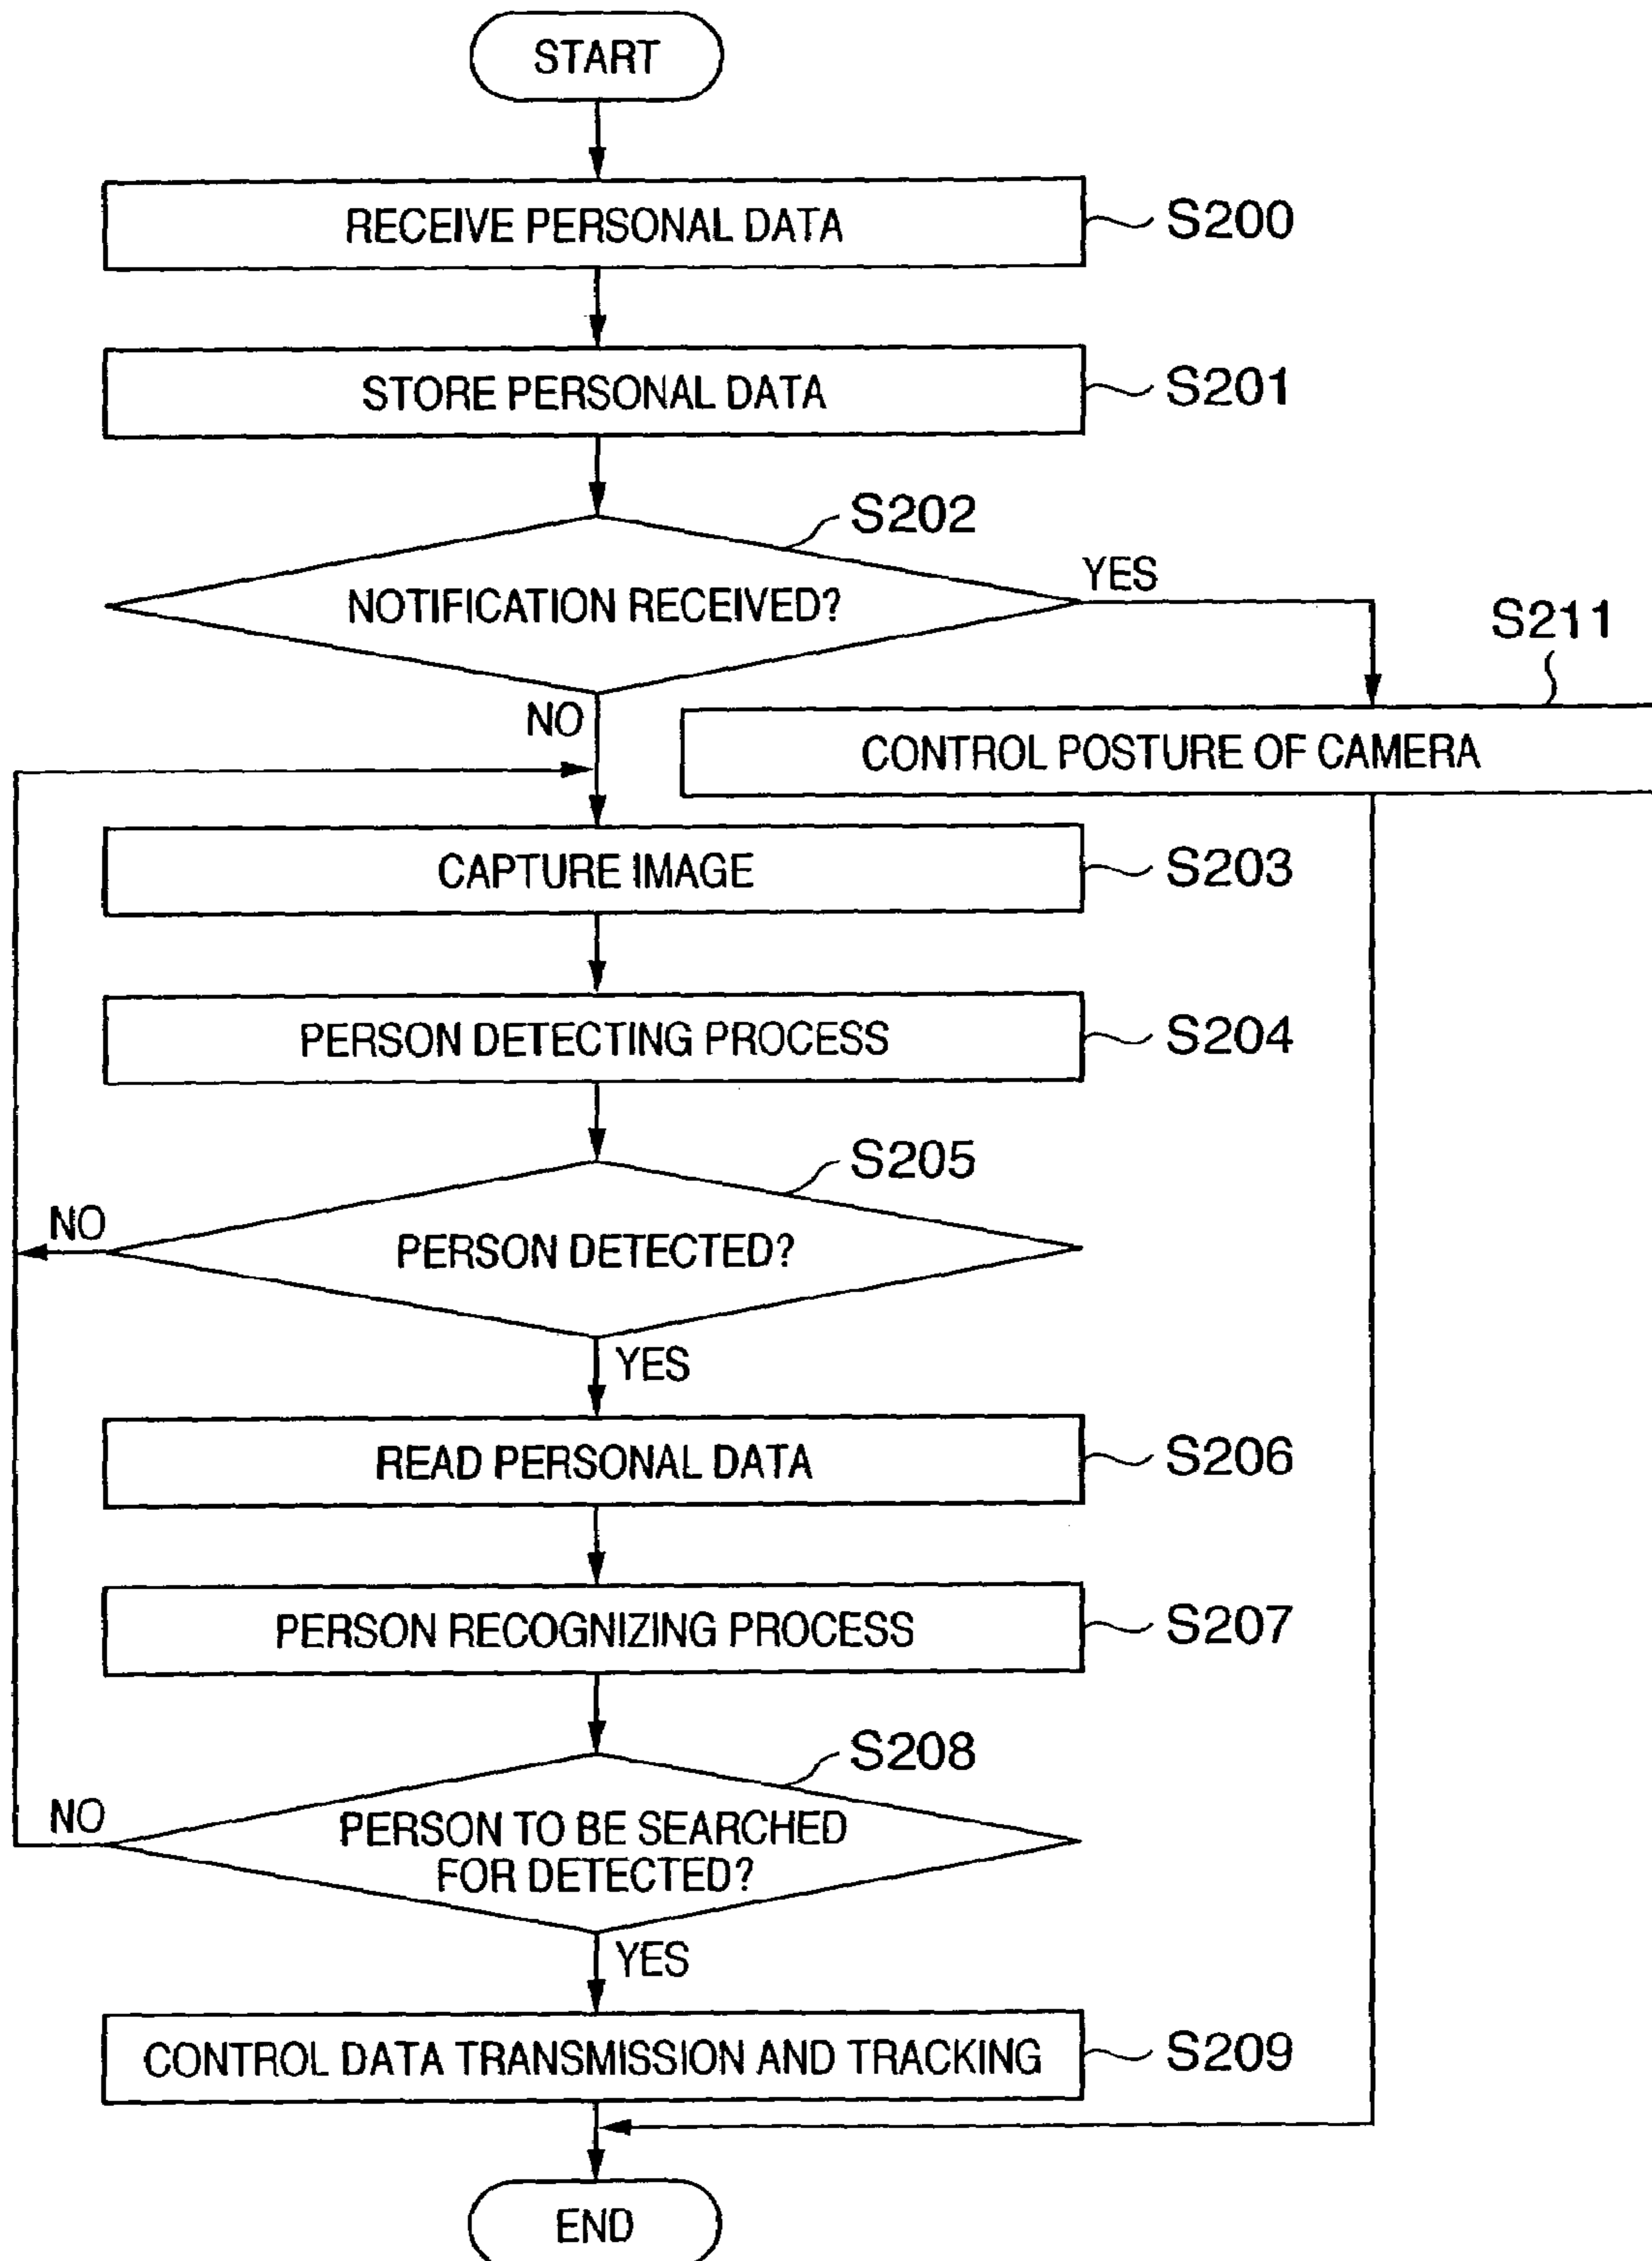 START
RECEIVE PERSONAL DATA
S200
STORE PERSONAL DATA
S201
S202
NOTIFICATION RECEIVED?
YES
S211
NO
CONTROL POSTURE OF CAMERA
CAPTURE IMAGE
S203
PERSON DETECTING PROCESS
S204
S205
NO
PERSON DETECTED?
YES
READ PERSONAL DATA
S206
PERSON RECOGNIZING PROCESS
S207
S208
NO
PERSON TO BE SEARCHED
FOR DETECTED?
YES
CONTROL DATA TRANSMISSION AND TRACKING
S209
END